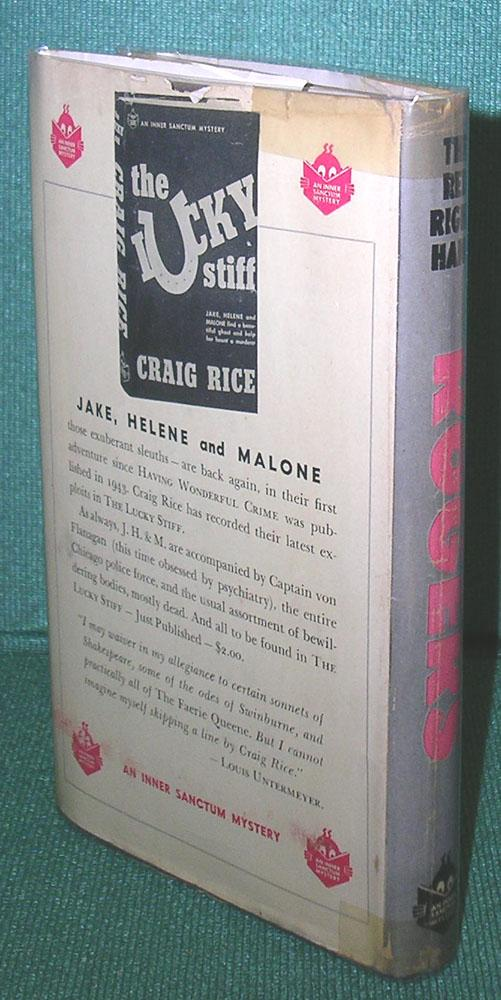 AN INNER SANCTUM MYSTERY
the
LUCKY
stiff
JAKE, HELENE and
MALONE find a beau-
tiful ghost and help
her haunt a murderer
CRAIG RICE
CRAIG RICE
AN INNER
SANCTUM
MYSTERY
JAKE, HELENE and MALONE
those exuberant sleuths – are back again, in their first
adventure since HAVING WONDERFUL CRIME was pub-
lished in 1943. Craig Rice has recorded their latest ex-
ploits in THE LUCKY STIFF.
As always, J. H. & M. are accompanied by Captain von
Flanagan (this time obsessed by psychiatry), the entire
Chicago police force, and the usual assortment of bewil-
dering bodies, mostly dead. And all to be found in THE
LUCKY STIFF – Just Published – $2.00.
"I may waiver in my allegiance to certain sonnets of
Shakespeare, some of the odes of Swinburne, and
practically all of The Faerie Queene. But I cannot
imagine myself skipping a line by Craig Rice."
– LOUIS UNTERMEYER.
AN INNER SANCTUM MYSTERY
AN INNER
SANCTUM
MYSTERY
TH
RE
RIG
HA
ROGERS
AN INNER
SANCTUM
MYSTERY